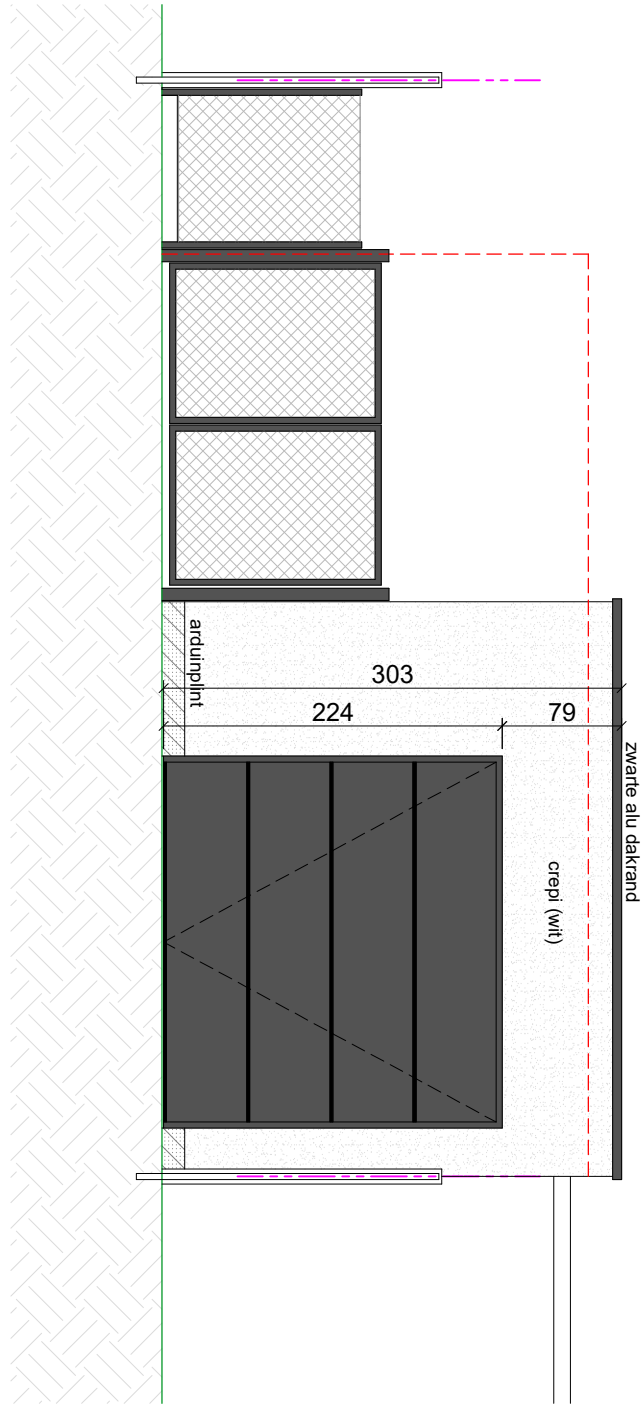 arduinplint
303
224
79
zwarte alu dakrand
crepi (wit)